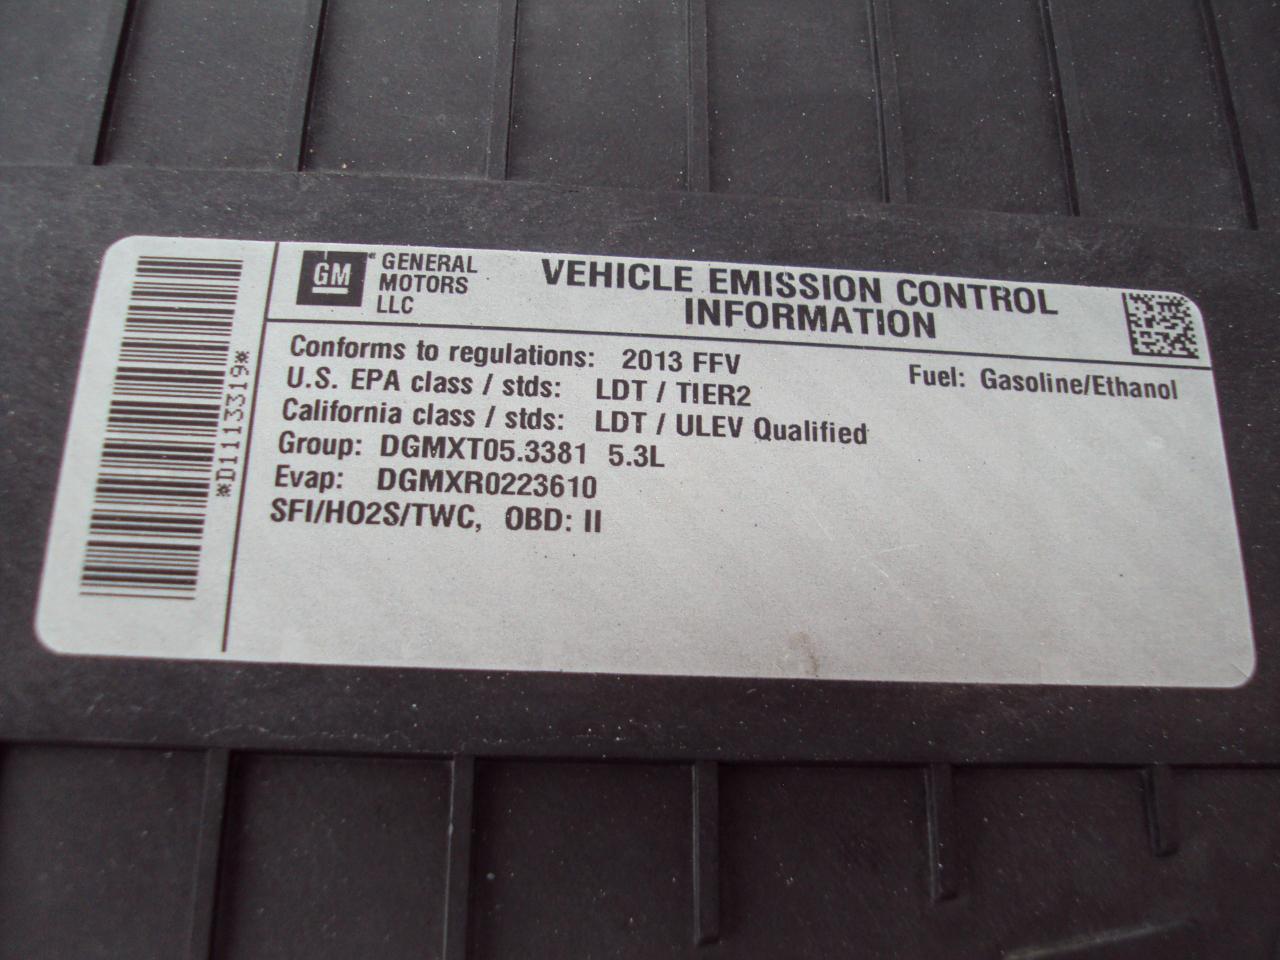 GM
GENERAL
MOTORS
LLC
VEHICLE EMISSION CONTROL
INFORMATION
Conforms to regulations: 2013 FFV
Fuel: Gasoline/Ethanol
U.S. EPA class / stds: LDT / TIER2
California class / stds: LDT / ULEV Qualified
Group: DGMXT05.3381 5.3L
Evap: DGMXR0223610
SFI/HO2S/TWC, OBD: II
*D1113319*